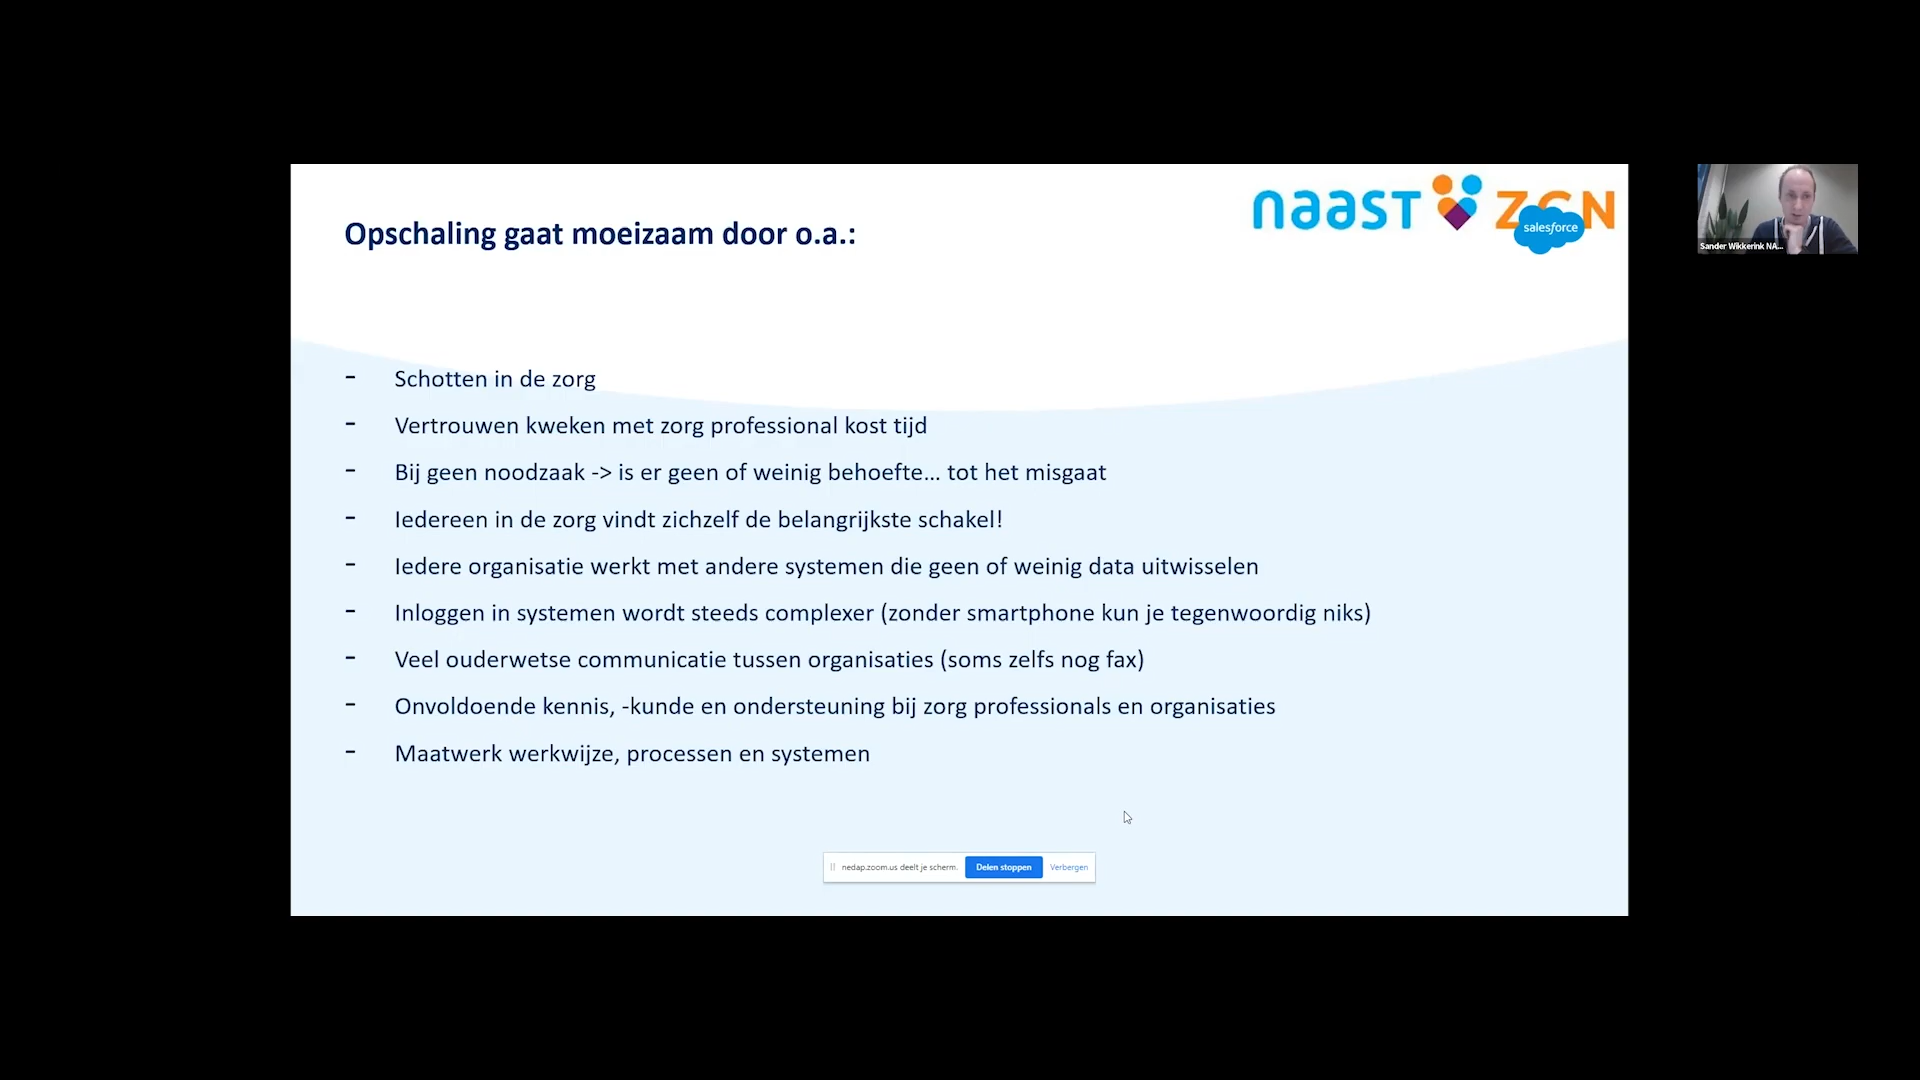 naast ZGN
salesforce
Opschaling gaat moeizaam door o.a.:
Sander Wikkerink NA...
- Schotten in de zorg
- Vertrouwen kweken met zorg professional kost tijd
- Bij geen noodzaak -> is er geen of weinig behoefte... tot het misgaat
- Iedereen in de zorg vindt zichzelf de belangrijkste schakel!
- Iedere organisatie werkt met andere systemen die geen of weinig data uitwisselen
- Inloggen in systemen wordt steeds complexer (zonder smartphone kun je tegenwoordig niks)
- Veel ouderwetse communicatie tussen organisaties (soms zelfs nog fax)
- Onvoldoende kennis, -kunde en ondersteuning bij zorg professionals en organisaties
- Maatwerk werkwijze, processen en systemen
nedap.zoom.us deelt je scherm. Delen stoppen Verbergen